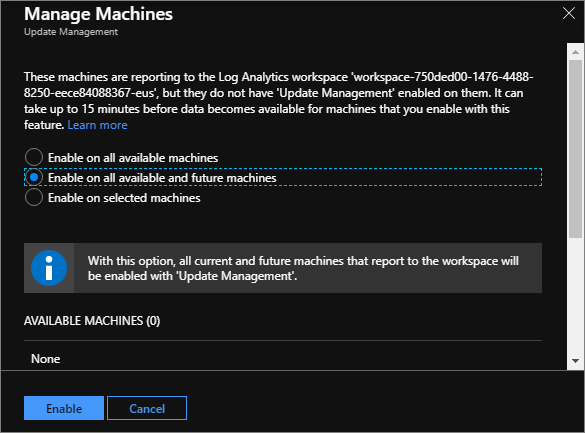 Manage Machines
Update Management
These machines are reporting to the Log Analytics workspace 'workspace-750ded00-1476-4488-
8250-eece84088367-eus', but they do not have 'Update Management' enabled on them. It can
take up to 15 minutes before data becomes available for machines that you enable with this
feature. Learn more
Enable on all available machines
Enable on all available and future machines
Enable on selected machines
With this option, all current and future machines that report to the workspace will
be enabled with 'Update Management'.
AVAILABLE MACHINES (0)
None
Enable
Cancel